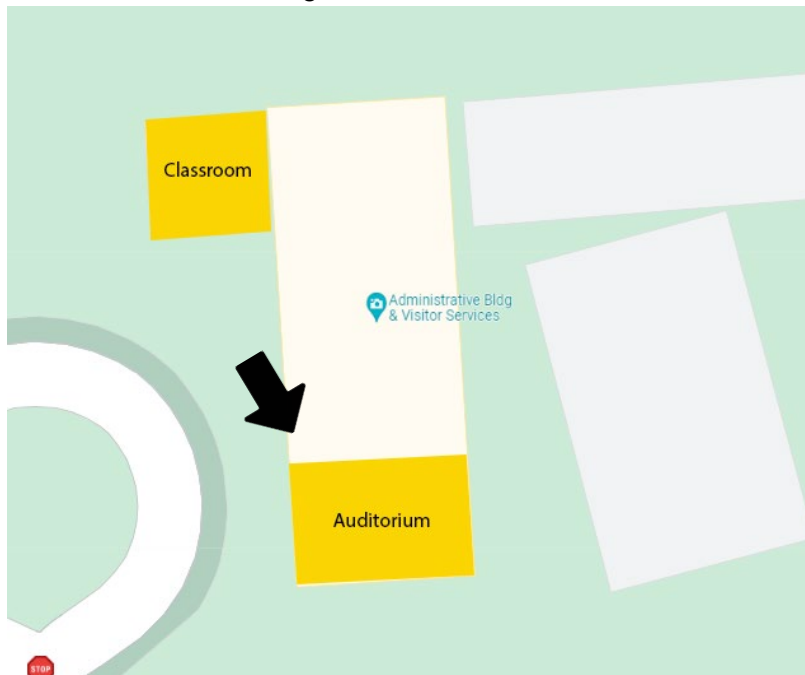 Classroom
Administrative Bldg
& Visitor Services
Auditorium
STOP